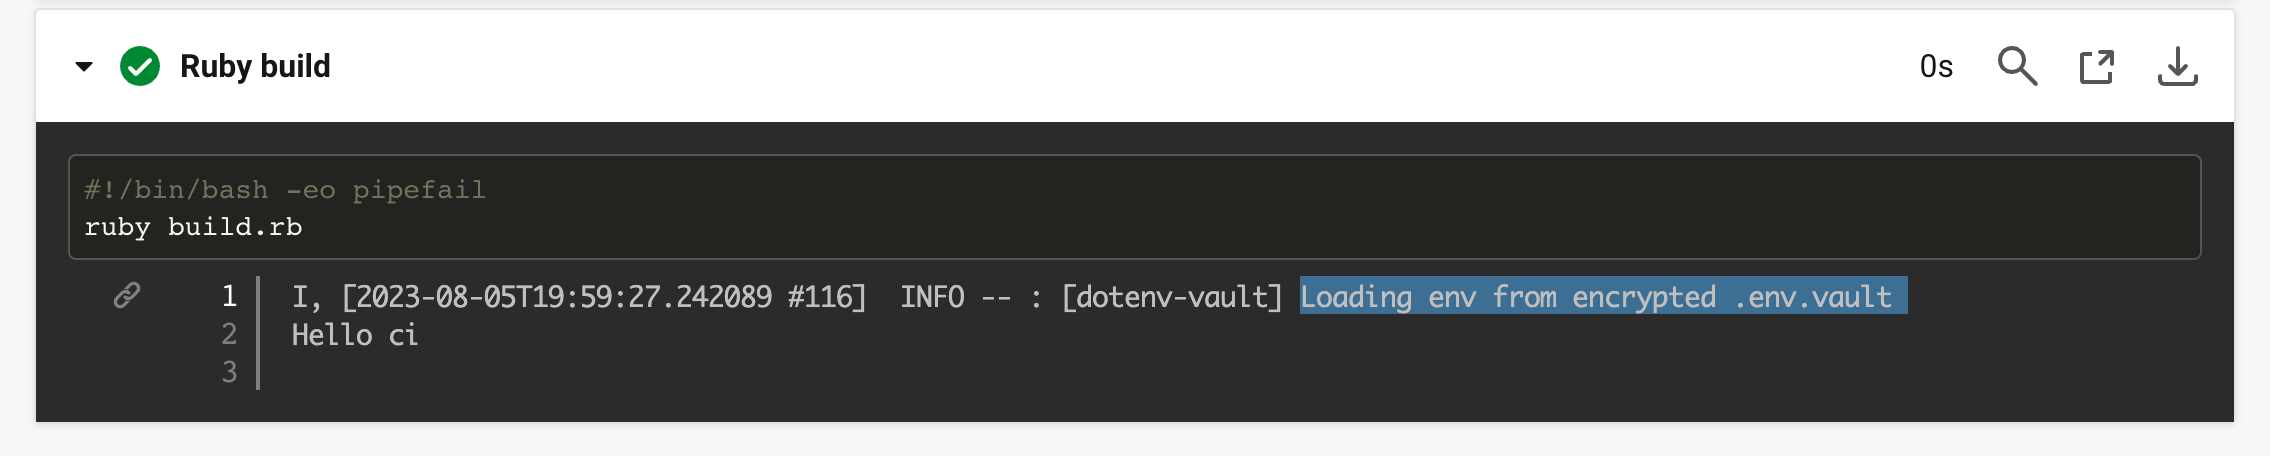 Ruby build 0s
#!/bin/bash -eo pipefail
ruby build.rb
1 I, [2023-08-05T19:59:27.242089 #116]  INFO -- : [dotenv-vault] Loading env from encrypted .env.vault
2 Hello ci
3